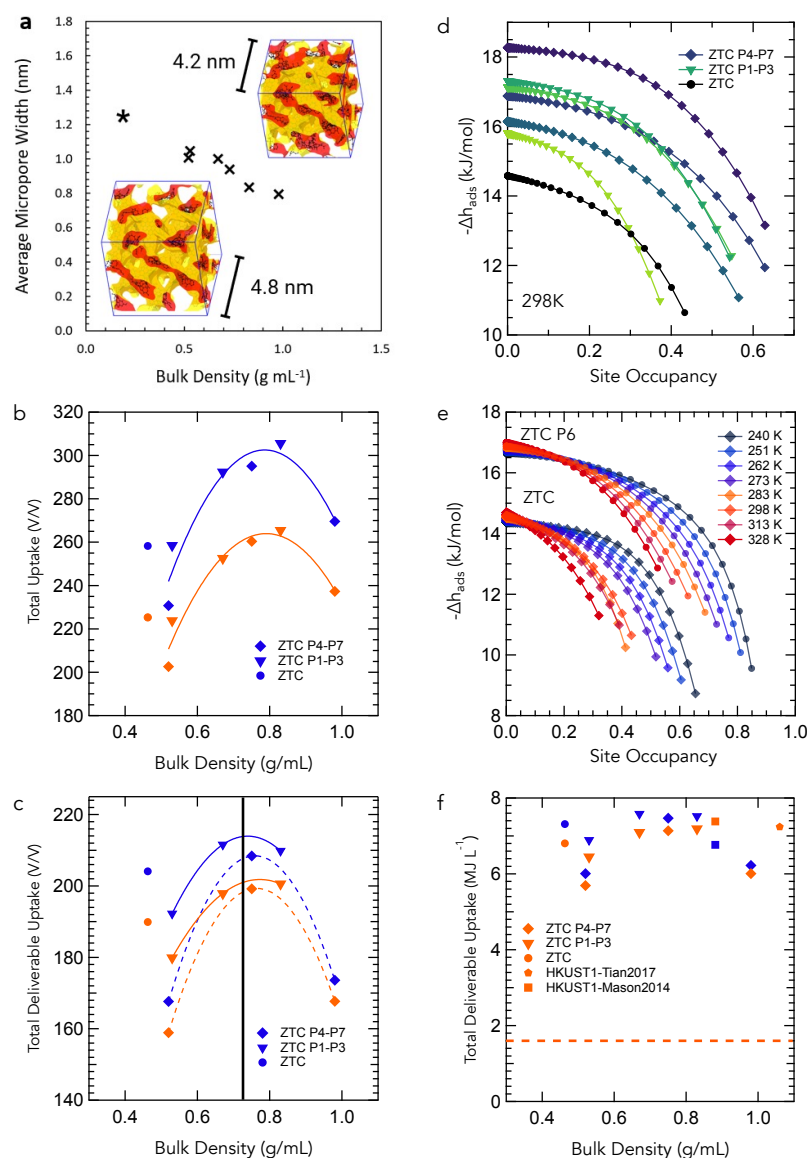 a
Average Micropore Width (nm)
1.8
1.6
1.4
1.2
1.0
0.8
0.6
0.4
0.2
0.0
4.2 nm
4.8 nm
0.0 0.5 1.0 1.5
Bulk Density (g mL-1)
b
Total Uptake (V/V)
320
300
280
260
240
220
200
180
ZTC P4-P7
ZTC P1-P3
ZTC
0.4 0.6 0.8 1.0
Bulk Density (g/mL)
c
Total Deliverable Uptake (V/V)
220
200
180
160
140
ZTC P4-P7
ZTC P1-P3
ZTC
0.4 0.6 0.8 1.0
Bulk Density (g/mL)
d
-Δhads (kJ/mol)
18
16
14
12
10
ZTC P4-P7
ZTC P1-P3
ZTC
298K
0.0 0.2 0.4 0.6
Site Occupancy
e
-Δhads (kJ/mol)
18
16
14
12
10
8
ZTC P6
ZTC
240 K
251 K
262 K
273 K
283 K
298 K
313 K
328 K
0.0 0.2 0.4 0.6 0.8 1.0
Site Occupancy
f
Total Deliverable Uptake (MJ L-1)
8
6
4
2
0
ZTC P4-P7
ZTC P1-P3
ZTC
HKUST1-Tian2017
HKUST1-Mason2014
0.4 0.6 0.8 1.0
Bulk Density (g/mL)